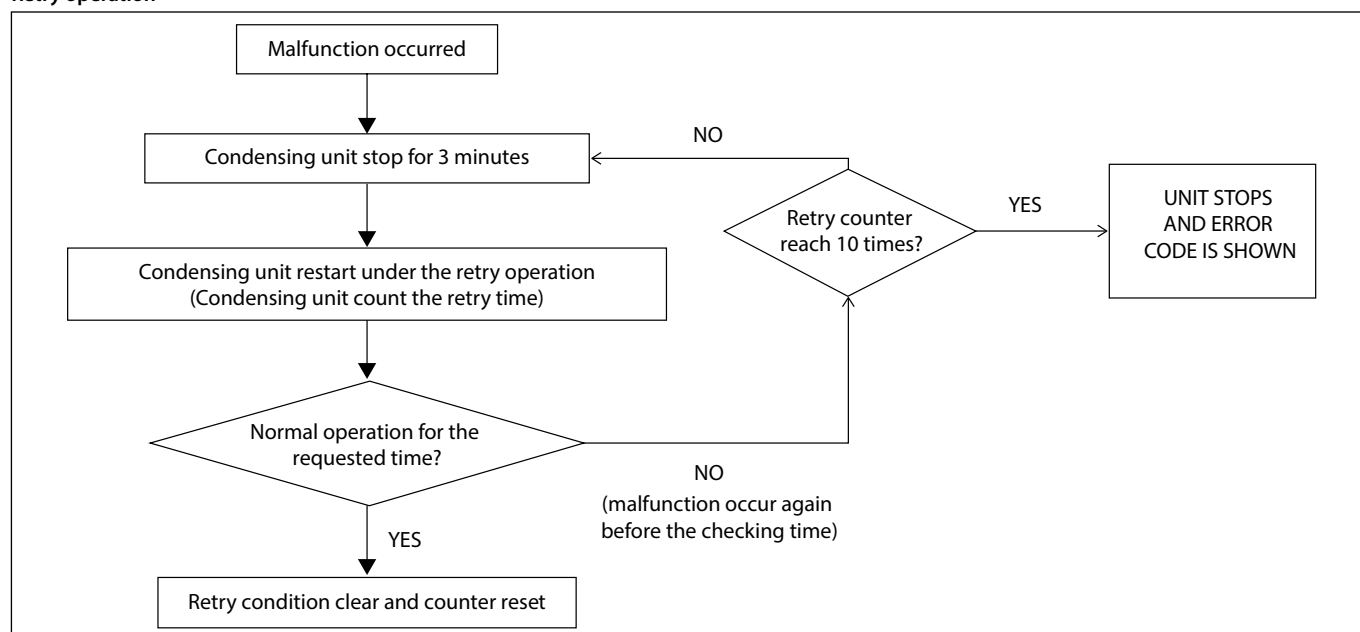 Retry operation
Malfunction occurred
Condensing unit stop for 3 minutes
NO
Retry counter
reach 10 times?
YES
UNIT STOPS
AND ERROR
CODE IS SHOWN
Condensing unit restart under the retry operation
(Condensing unit count the retry time)
Normal operation for the
requested time?
NO
(malfunction occur again
before the checking time)
YES
Retry condition clear and counter reset